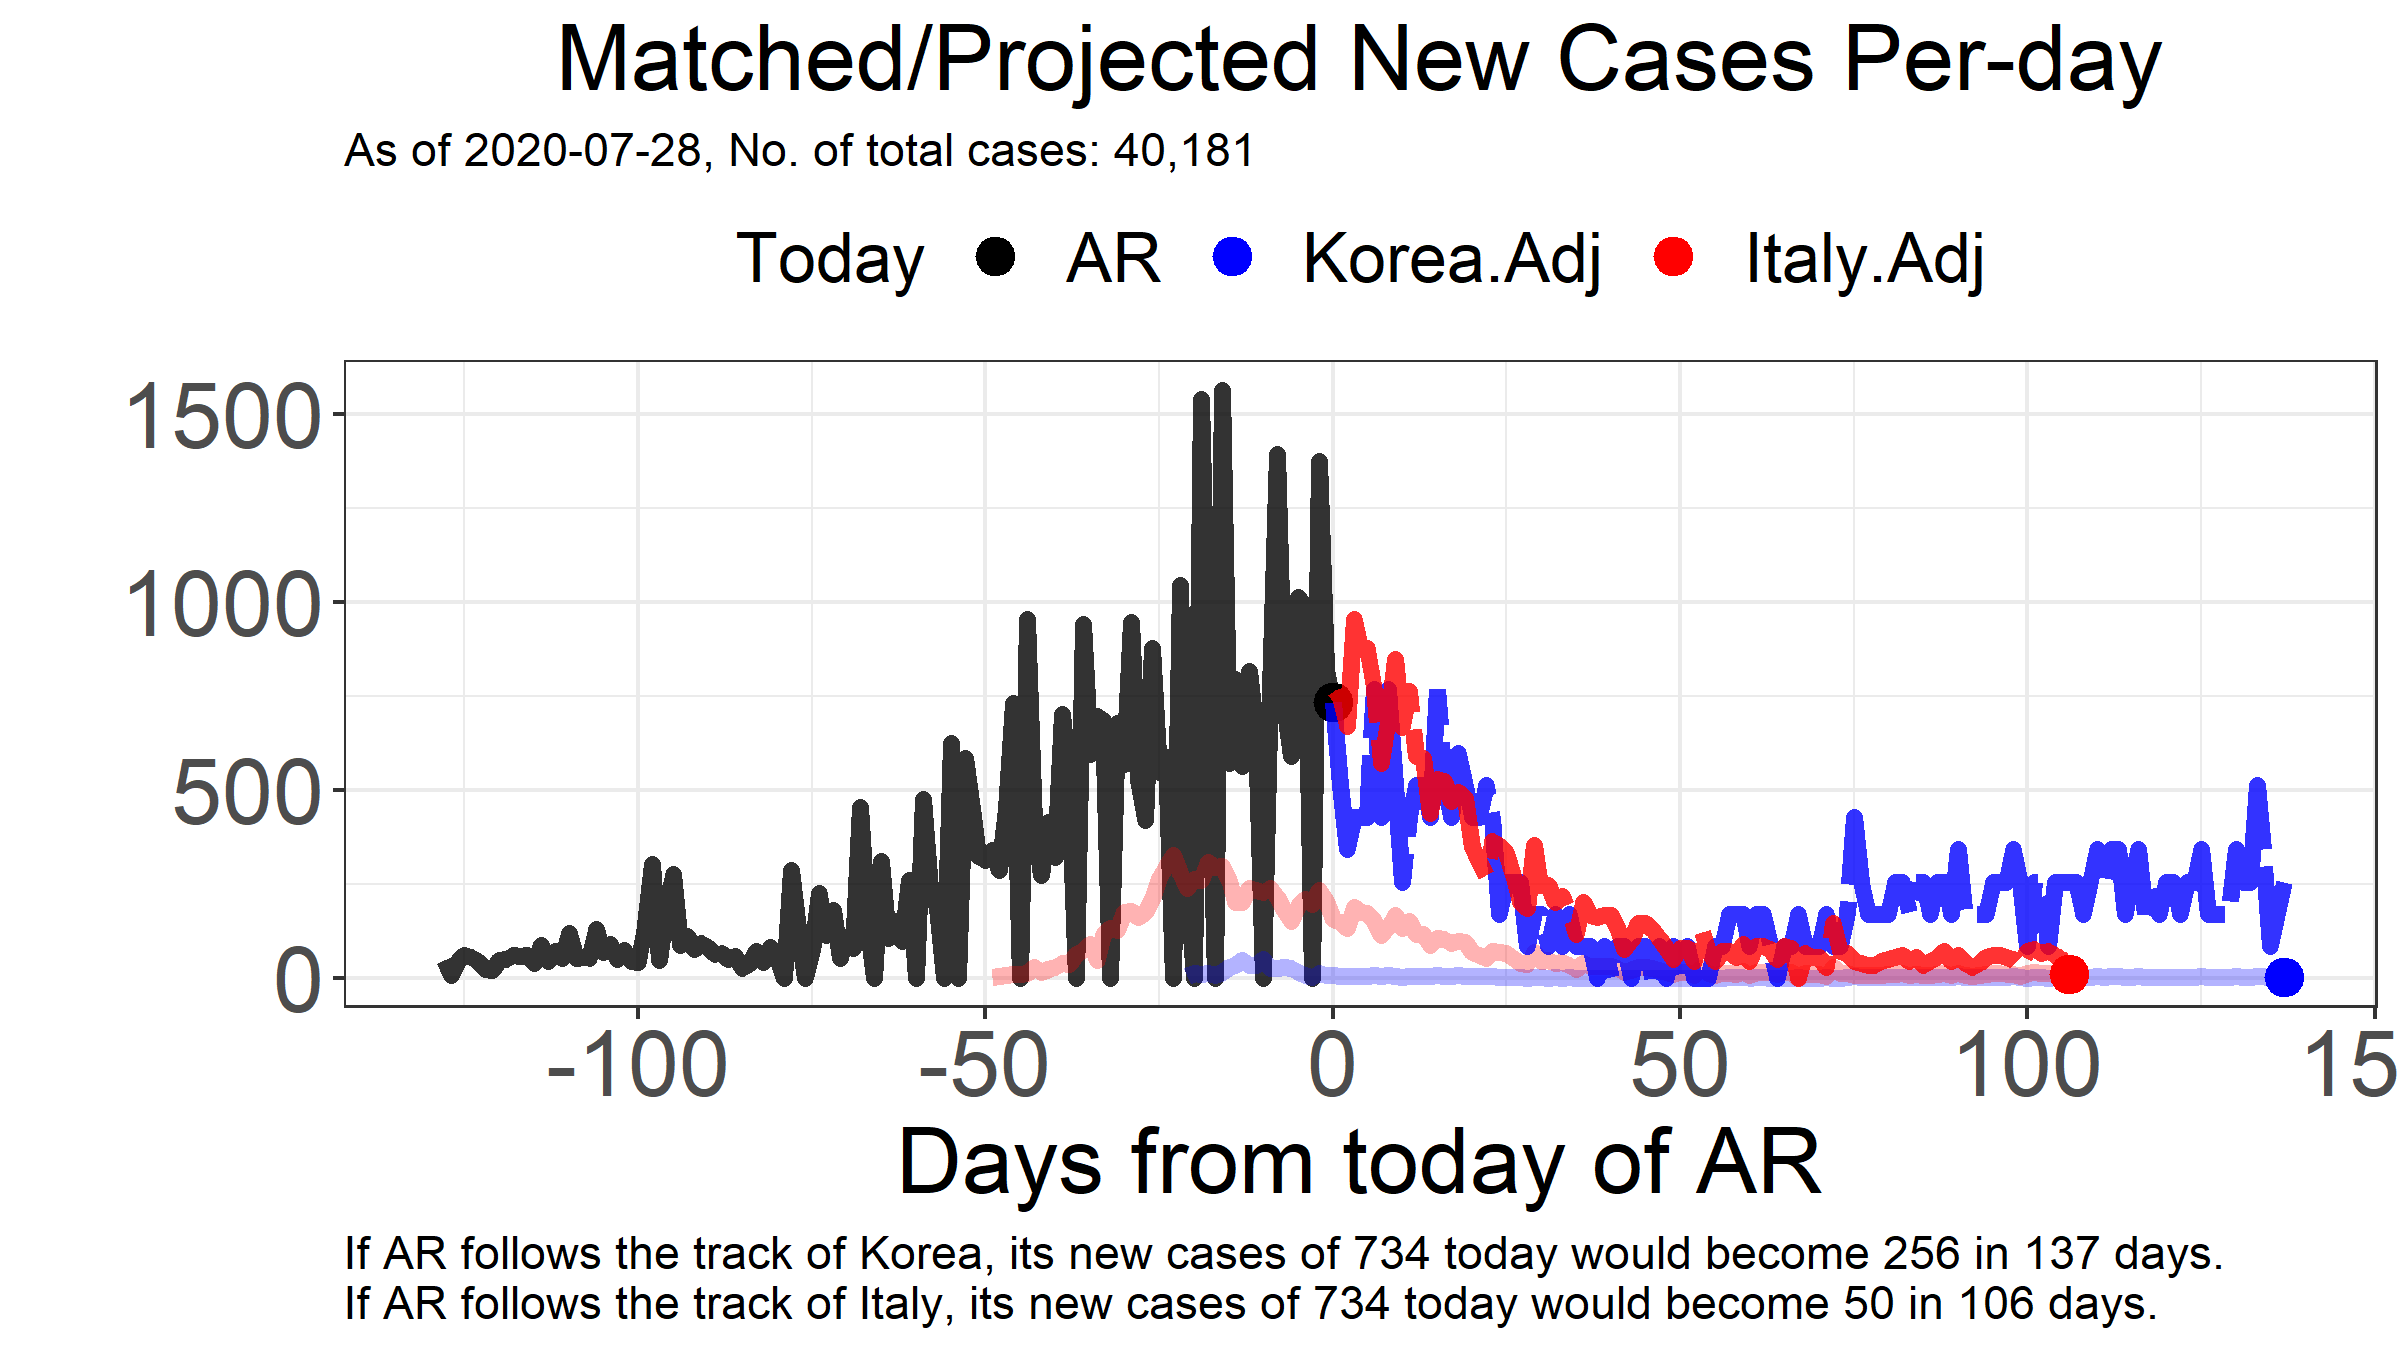 Matched/Projected New Cases Per-day
As of 2020-07-28, No. of total cases: 40,181
Today AR Korea.Adj Italy.Adj
1500
1000
500
0
-100 -50 0 50 100 15
Days from today of AR
If AR follows the track of Korea, its new cases of 734 today would become 256 in 137 days.
If AR follows the track of Italy, its new cases of 734 today would become 50 in 106 days.